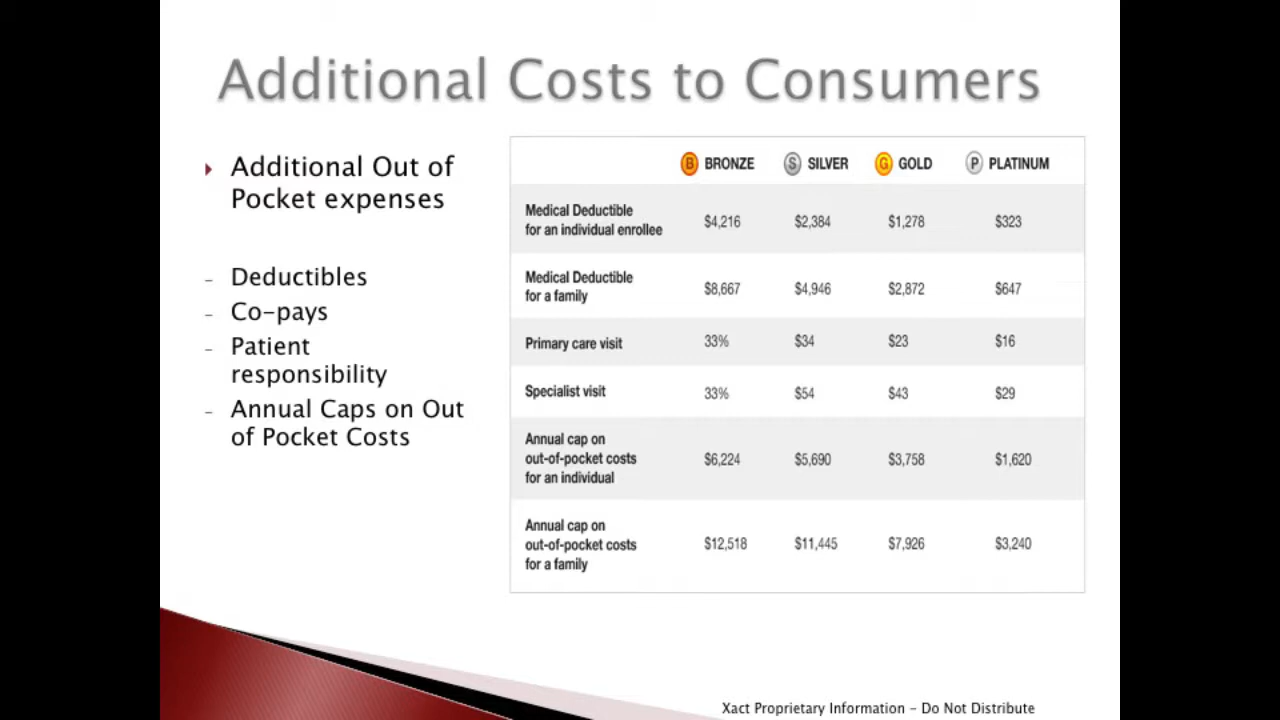 Additional Costs to Consumers
Additional Out of
Pocket expenses
– Deductibles
– Co-pays
– Patient
responsibility
– Annual Caps on Out
of Pocket Costs
B BRONZE S SILVER G GOLD P PLATINUM
Medical Deductible
for an individual enrollee $4,216 $2,384 $1,278 $323
Medical Deductible
for a family $8,667 $4,946 $2,872 $647
Primary care visit 33% $34 $23 $16
Specialist visit 33% $54 $43 $29
Annual cap on
out-of-pocket costs $6,224 $5,690 $3,758 $1,620
for an individual
Annual cap on
out-of-pocket costs $12,518 $11,445 $7,926 $3,240
for a family
Xact Proprietary Information – Do Not Distribute